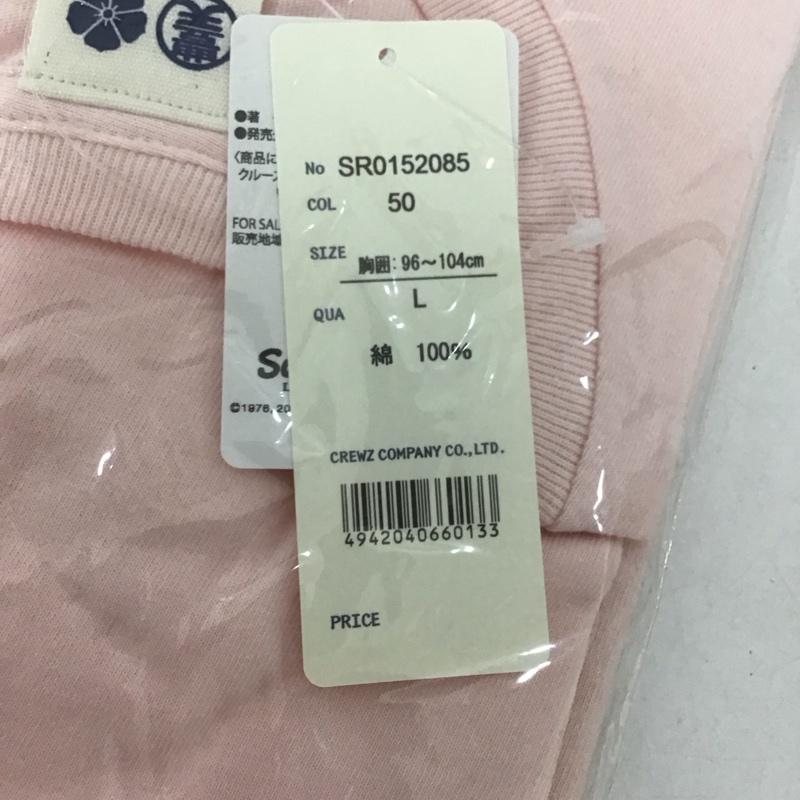 ●著
●発売
〈商品に
クルーズ
FOR SAL
販売地域
©1976, 20
No SR0152085
COL 50
SIZE 胸囲:96～104cm
L
QUA
綿 100%
CREWZ COMPANY CO.,LTD.
4942040660133
PRICE